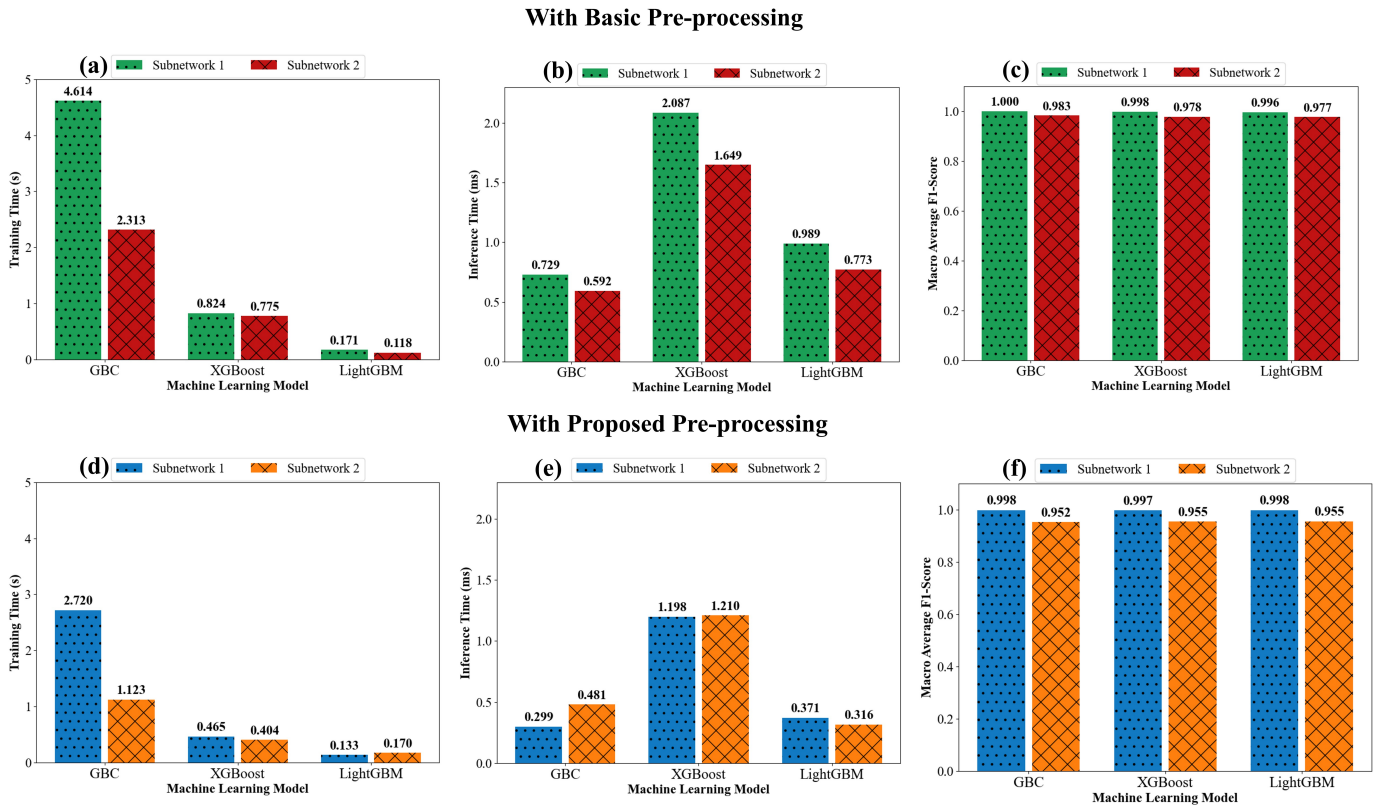 With Basic Pre-processing
(a)
Subnetwork 1
Subnetwork 2
Training Time (s)
5
4
3
2
1
0
4.614
2.313
0.824
0.775
0.171
0.118
GBC
XGBoost
LightGBM
Machine Learning Model
(b)
Subnetwork 1
Subnetwork 2
Inference Time (ms)
2.0
1.5
1.0
0.5
0.0
0.729
0.592
2.087
1.649
0.989
0.773
GBC
XGBoost
LightGBM
Machine Learning Model
(c)
Subnetwork 1
Subnetwork 2
Macro Average F1-Score
1.0
0.8
0.6
0.4
0.2
0.0
1.000
0.983
0.998
0.978
0.996
0.977
GBC
XGBoost
LightGBM
Machine Learning Model
With Proposed Pre-processing
(d)
Subnetwork 1
Subnetwork 2
Training Time (s)
5
4
3
2
1
0
2.720
1.123
0.465
0.404
0.133
0.170
GBC
XGBoost
LightGBM
Machine Learning Model
(e)
Subnetwork 1
Subnetwork 2
Inference Time (ms)
2.0
1.5
1.0
0.5
0.0
0.299
0.481
1.198
1.210
0.371
0.316
GBC
XGBoost
LightGBM
Machine Learning Model
(f)
Subnetwork 1
Subnetwork 2
Macro Average F1-Score
1.0
0.8
0.6
0.4
0.2
0.0
0.998
0.952
0.997
0.955
0.998
0.955
GBC
XGBoost
LightGBM
Machine Learning Model